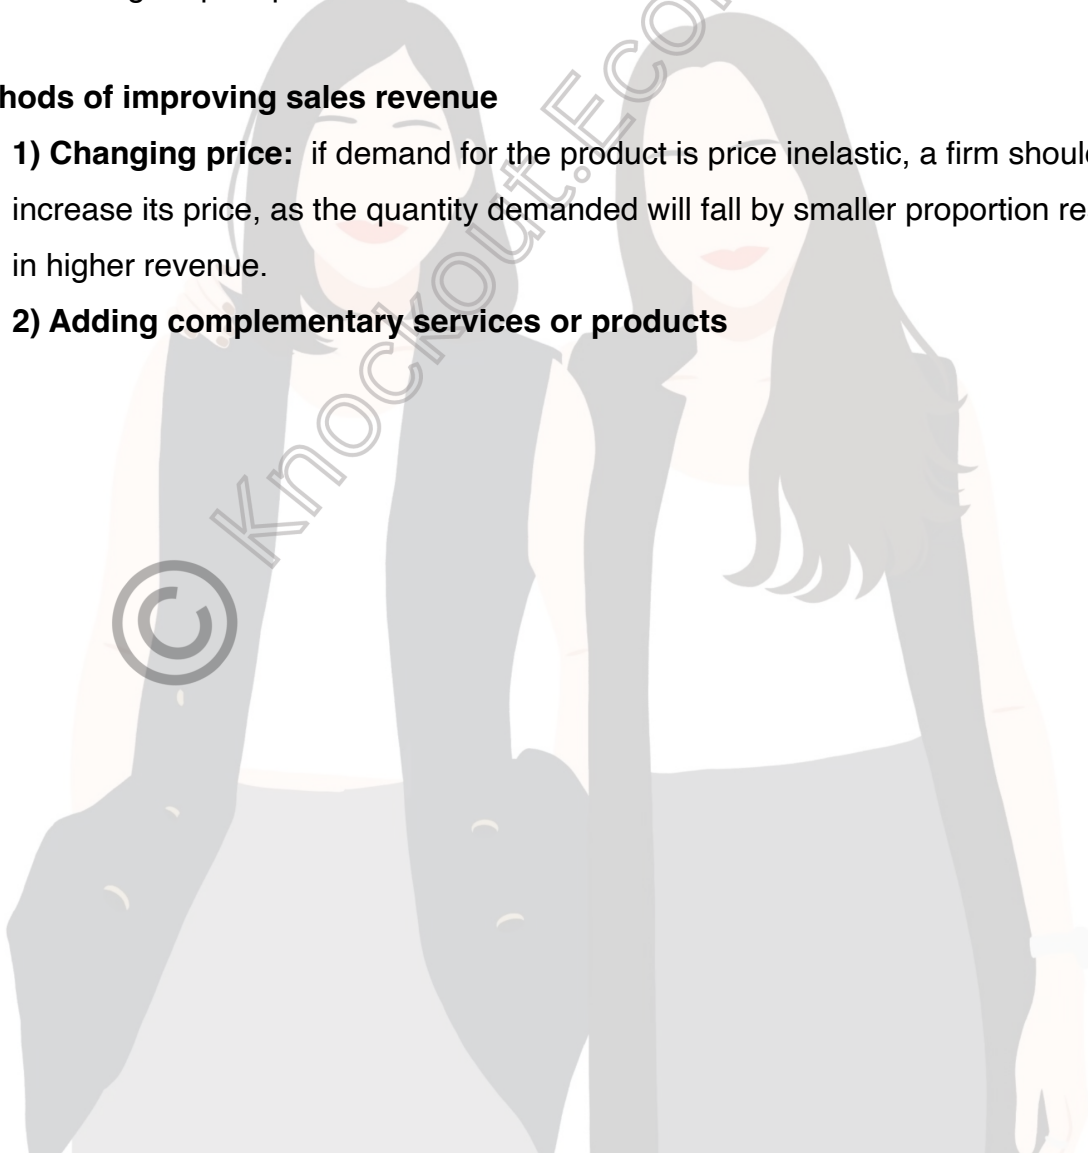 hods of improving sales revenue
1) Changing price: if demand for the product is price inelastic, a firm shoul
increase its price, as the quantity demanded will fall by smaller proportion re
in higher revenue.
2) Adding complementary services or products
© Knockout.Eco